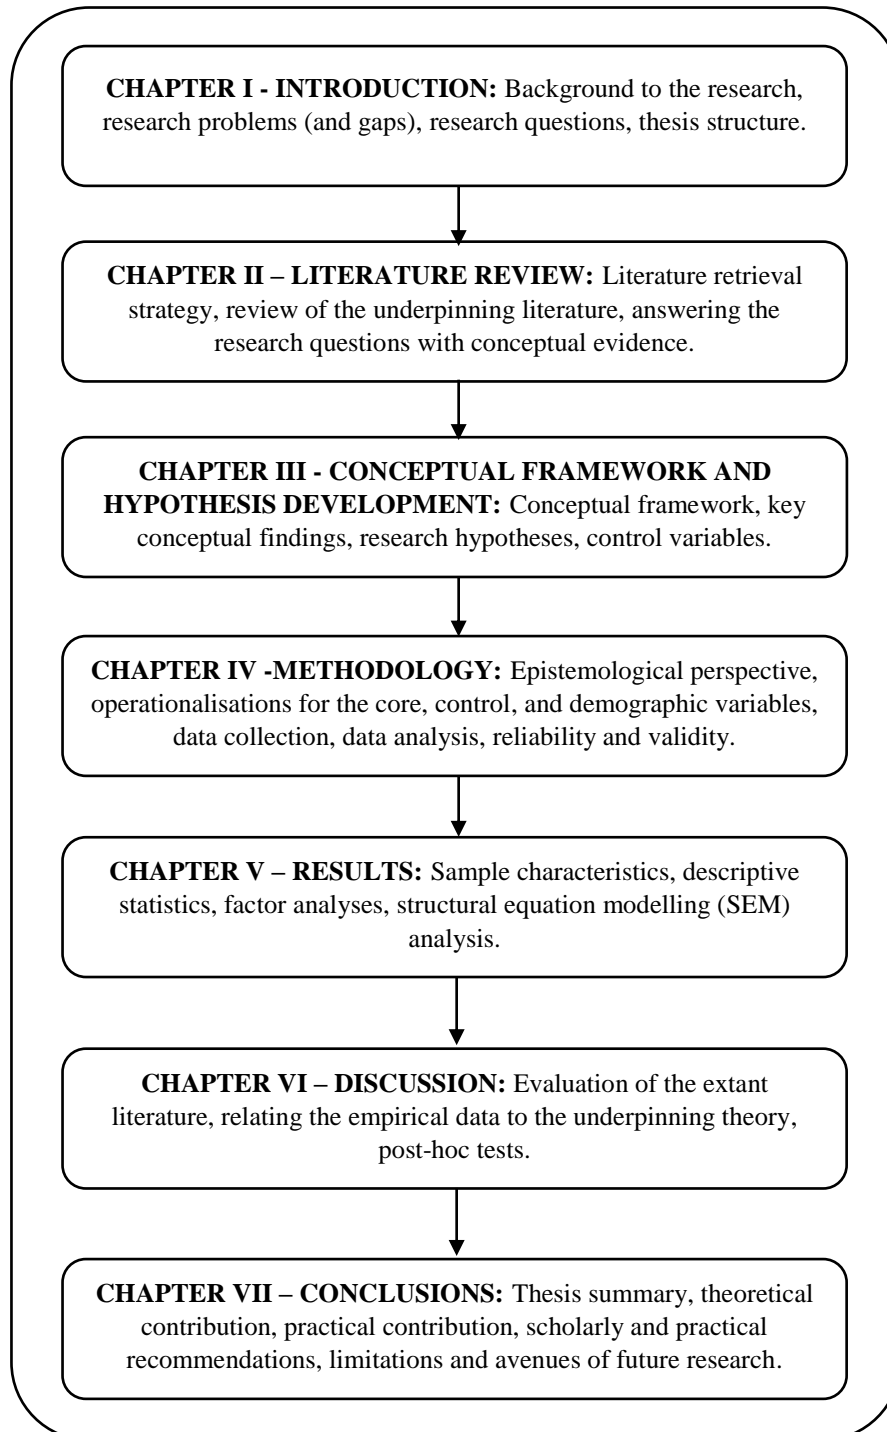 CHAPTER I - INTRODUCTION: Background to the research,
research problems (and gaps), research questions, thesis structure.
CHAPTER II – LITERATURE REVIEW: Literature retrieval
strategy, review of the underpinning literature, answering the
research questions with conceptual evidence.
CHAPTER III - CONCEPTUAL FRAMEWORK AND
HYPOTHESIS DEVELOPMENT: Conceptual framework, key
conceptual findings, research hypotheses, control variables.
CHAPTER IV -METHODOLOGY: Epistemological perspective,
operationalisations for the core, control, and demographic variables,
data collection, data analysis, reliability and validity.
CHAPTER V – RESULTS: Sample characteristics, descriptive
statistics, factor analyses, structural equation modelling (SEM)
analysis.
CHAPTER VI – DISCUSSION: Evaluation of the extant
literature, relating the empirical data to the underpinning theory,
post-hoc tests.
CHAPTER VII – CONCLUSIONS: Thesis summary, theoretical
contribution, practical contribution, scholarly and practical
recommendations, limitations and avenues of future research.